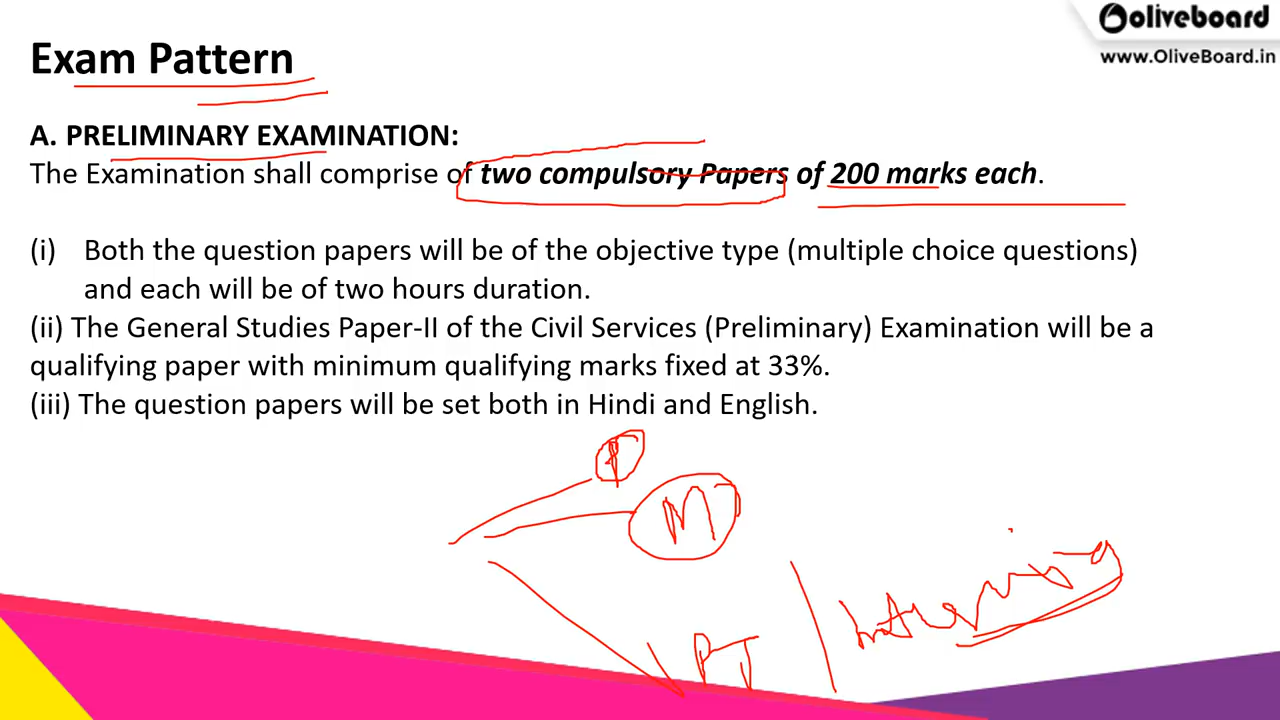 oliveboard
www.OliveBoard.in
Exam Pattern
A. PRELIMINARY EXAMINATION:
The Examination shall comprise of two compulsory Papers of 200 marks each.
(i) Both the question papers will be of the objective type (multiple choice questions)
and each will be of two hours duration.
(ii) The General Studies Paper-II of the Civil Services (Preliminary) Examination will be a
qualifying paper with minimum qualifying marks fixed at 33%.
(iii) The question papers will be set both in Hindi and English.
P
M
PT